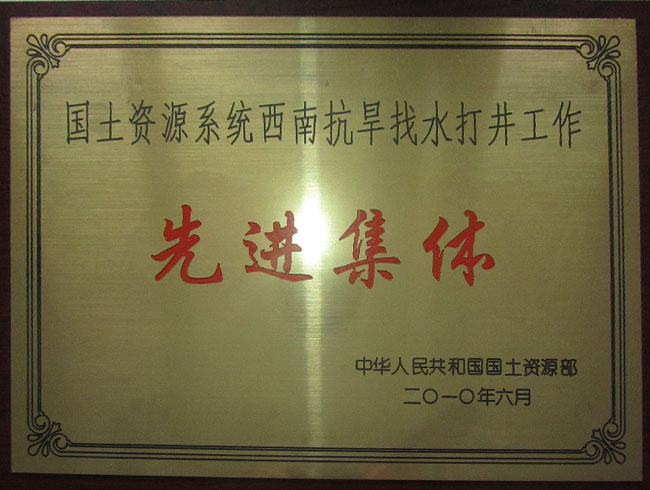 国土资源系统西南抗旱找水打井工作
先进集体
中华人民共和国国土资源部
二〇一〇年六月